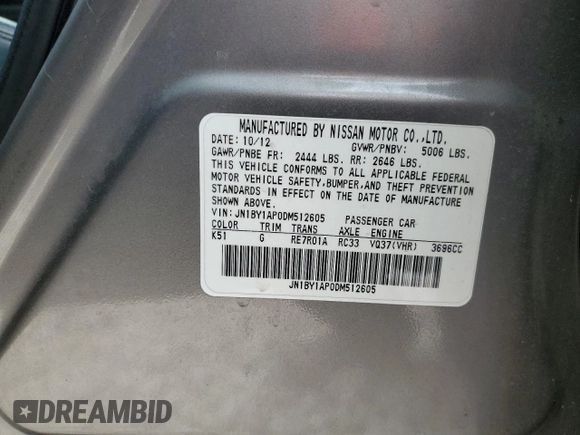 MANUFACTURED BY NISSAN MOTOR CO.,LTD.
DATE: 10/12 GVWR/PNBV: 5006 LBS.
GAWR/PNBE FR: 2444 LBS. RR: 2646 LBS.
THIS VEHICLE CONFORMS TO ALL APPLICABLE FEDERAL
MOTOR VEHICLE SAFETY,BUMPER,AND THEFT PREVENTION
STANDARDS IN EFFECT ON THE DATE OF MANUFACTURE
SHOWN ABOVE.
VIN: JN1BY1AP0DM512605 PASSENGER CAR
COLOR TRIM TRANS AXLE ENGINE
K51 G RE7R01A RC33 VQ37(VHR) 3696CC
JN1BY1AP0DM512605
DREAMBID